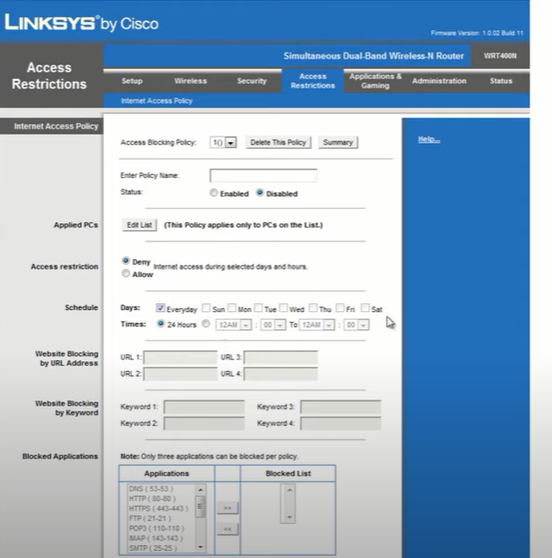 LINKSYS® by Cisco
Firmware Version: 1.0.02 Build 11
Simultaneous Dual-Band Wireless-N Router WRT400N
Access Restrictions
Setup Wireless Security Access Restrictions Applications & Gaming Administration Status
Internet Access Policy
Internet Access Policy
Access Blocking Policy: 1() Delete This Policy Summary
Help...
Enter Policy Name:
Status: Enabled Disabled
Applied PCs Edit List (This Policy applies only to PCs on the List.)
Access restriction Deny
Internet access during selected days and hours.
Allow
Schedule Days: Everyday Sun Mon Tue Wed Thu Fri Sat
Times: 24 Hours 12AM : 00 To 12AM : 00
Website Blocking by URL Address
URL 1: URL 3:
URL 2: URL 4:
Website Blocking by Keyword
Keyword 1: Keyword 3:
Keyword 2: Keyword 4:
Blocked Applications Note: Only three applications can be blocked per policy.
Applications Blocked List
DNS (53-53)
HTTP (80-80)
HTTPS (443-443)
FTP (21-21)
POP3 (110-110)
IMAP (143-143)
SMTP (25-25)
>>
<<